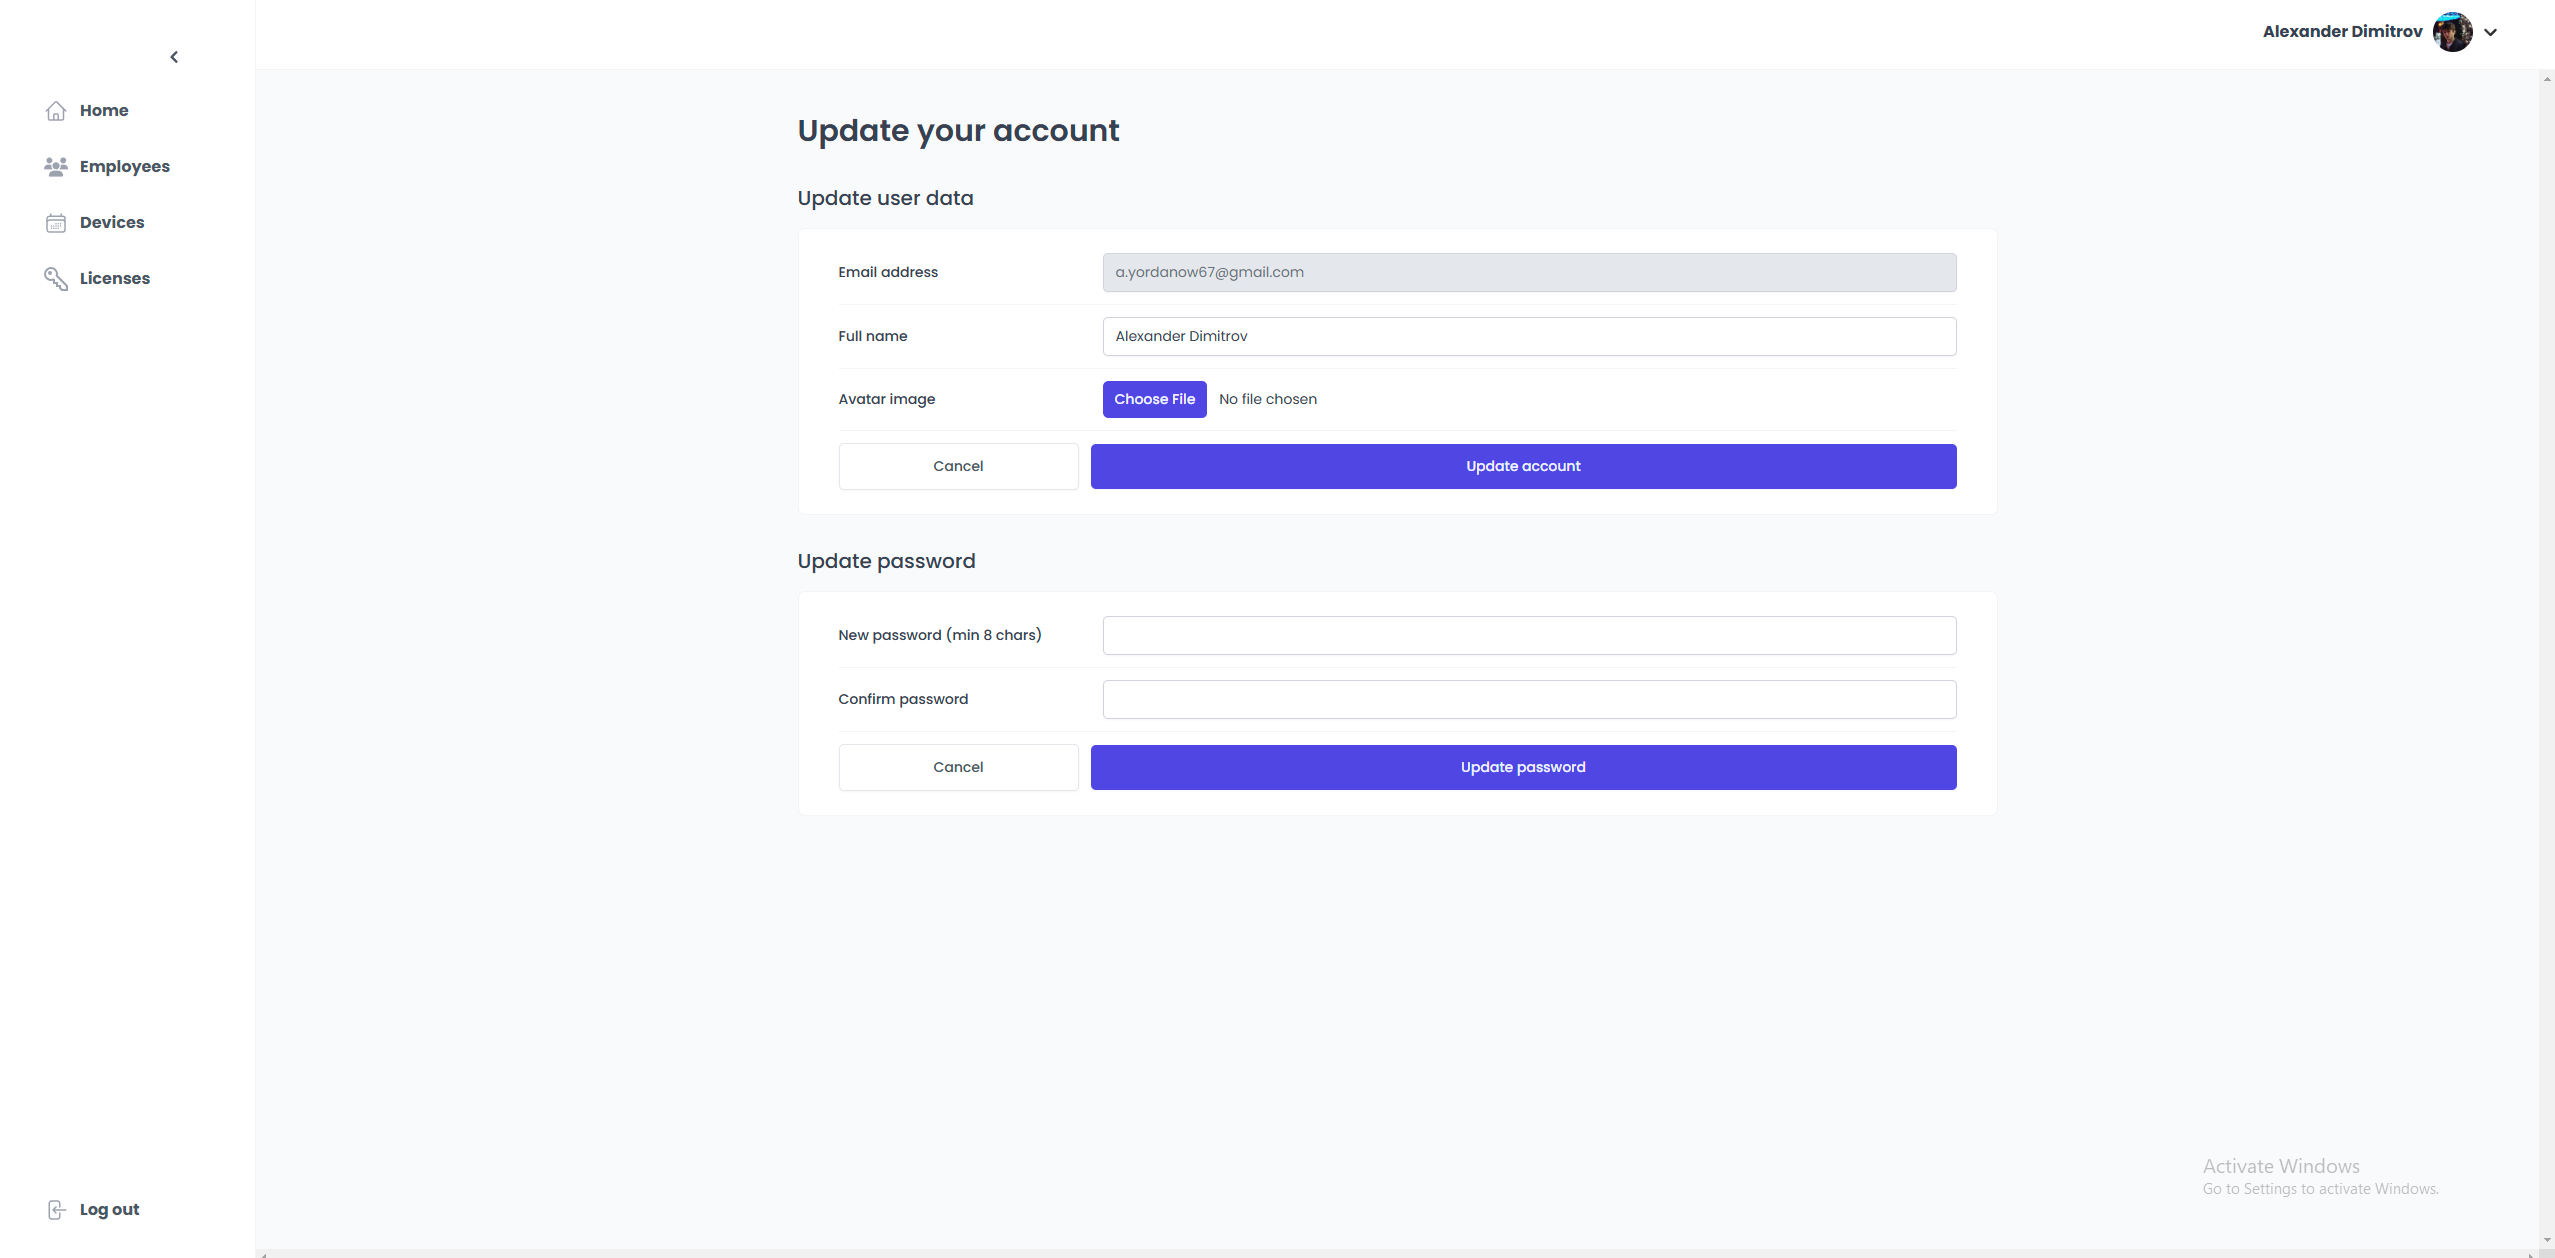 Alexander Dimitrov
Home
Employees
Devices
Licenses
Log out
Update your account
Update user data
Email address
a.yordanow67@gmail.com
Full name
Alexander Dimitrov
Avatar image
Choose File No file chosen
Cancel
Update account
Update password
New password (min 8 chars)
Confirm password
Cancel
Update password
Activate Windows
Go to Settings to activate Windows.